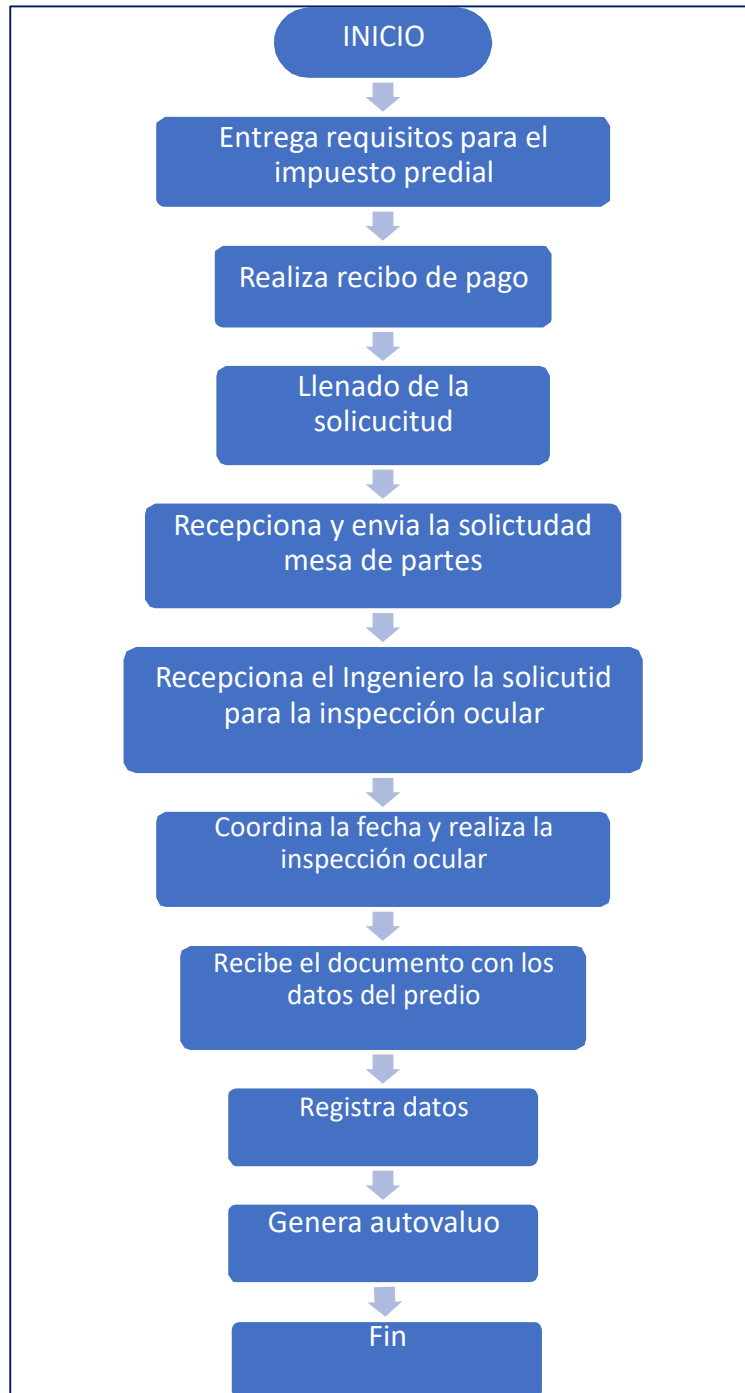 INICIO
Entrega requisitos para el
impuesto predial
Realiza recibo de pago
Llenado de la
solicucitud
Recepciona y envia la solictudad
mesa de partes
Recepciona el Ingeniero la solicutid
para la inspección ocular
Coordina la fecha y realiza la
inspección ocular
Recibe el documento con los
datos del predio
Registra datos
Genera autovaluo
Fin